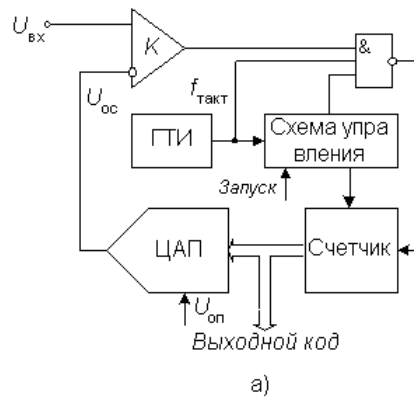 Uвх
K
&
Uос
fтакт
ГТИ
Схема упра
вления
Запуск
ЦАП
Счетчик
Uоп
Выходной код
а)